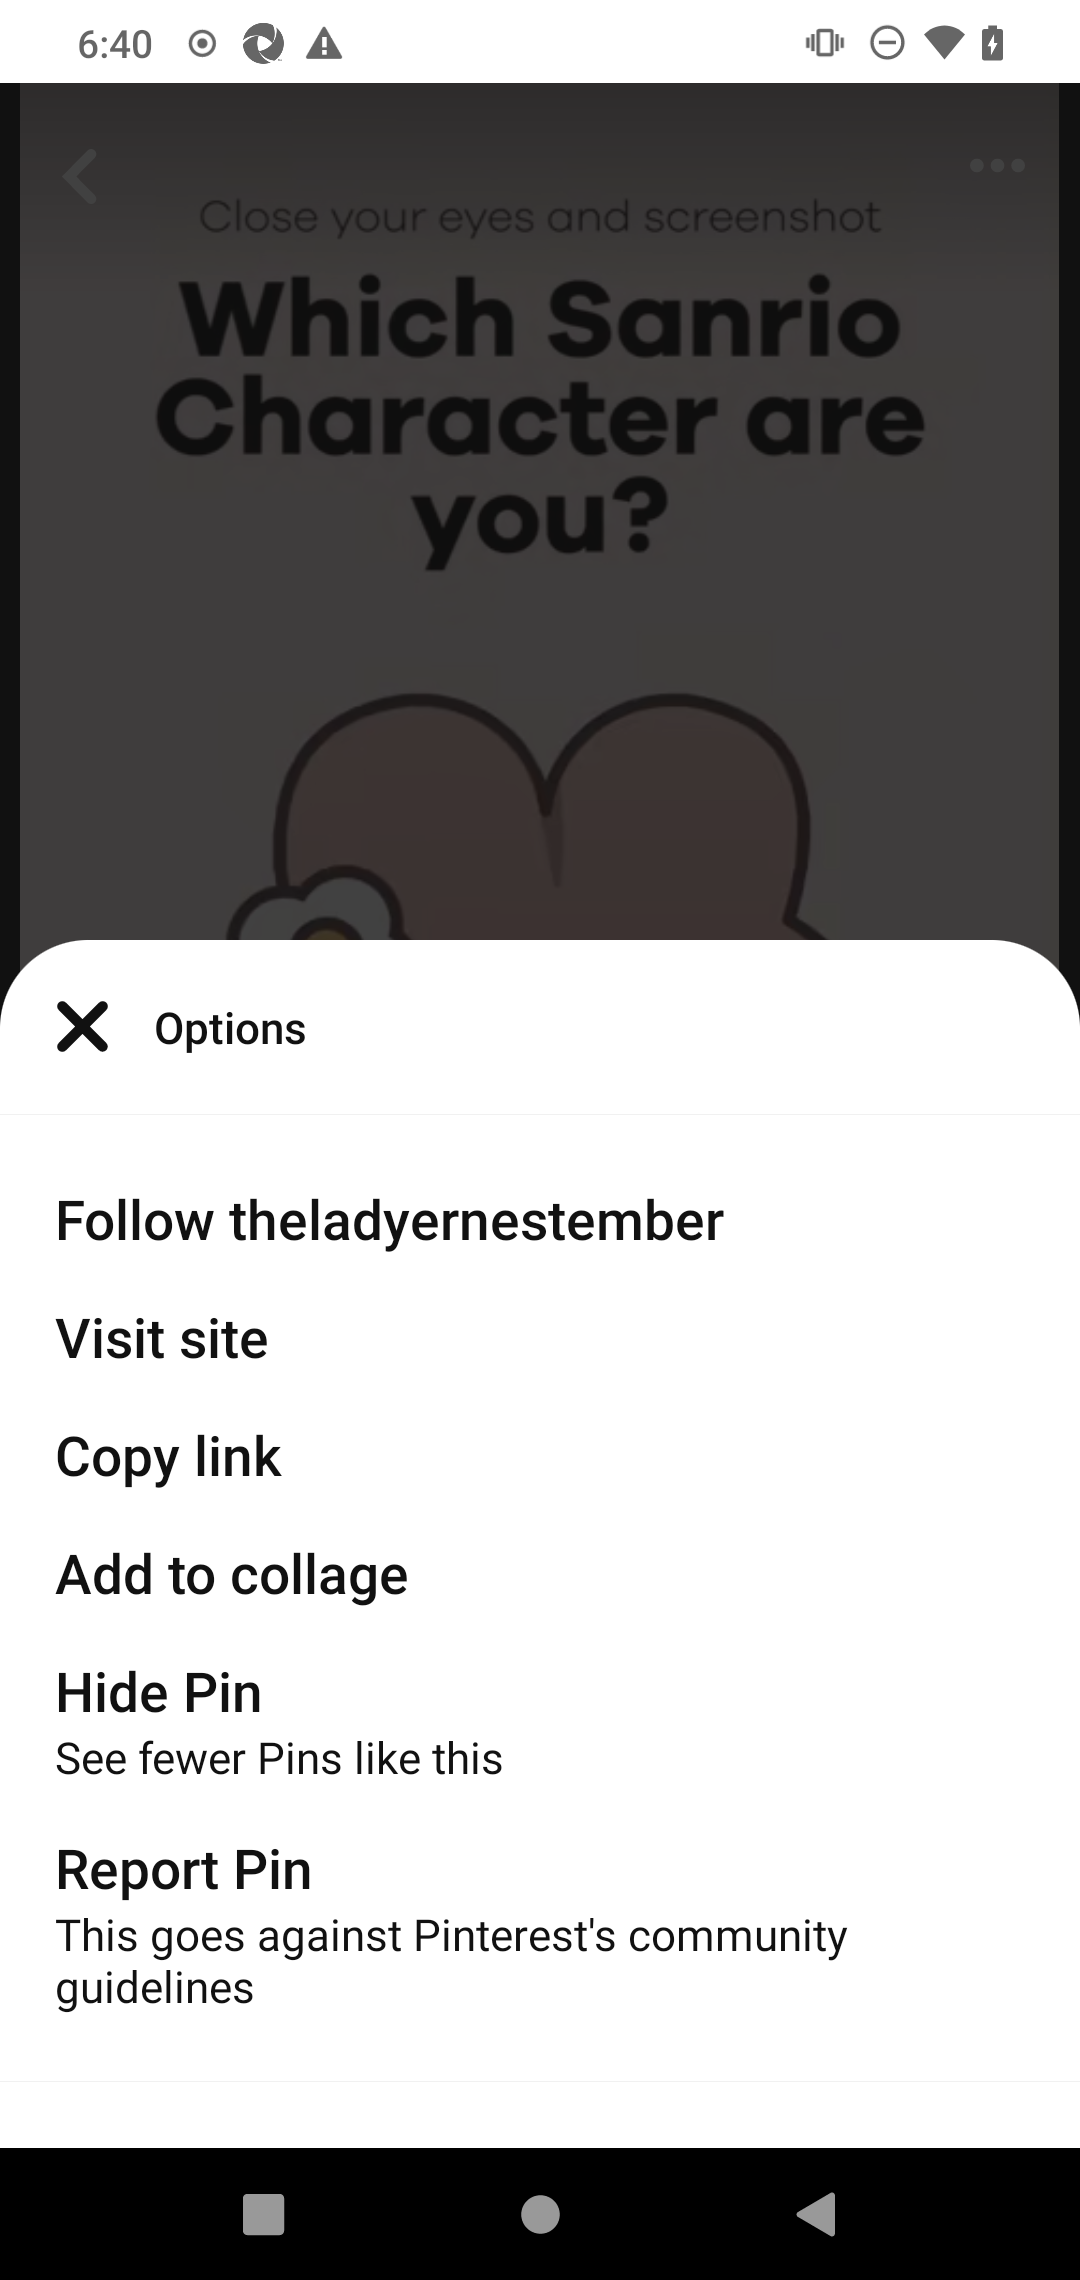 6:40
Close your eyes and screenshot
Which Sanrio
Character are
you?
Options
Follow theladyernestember
Visit site
Copy link
Add to collage
Hide Pin
See fewer Pins like this
Report Pin
This goes against Pinterest's community
guidelines